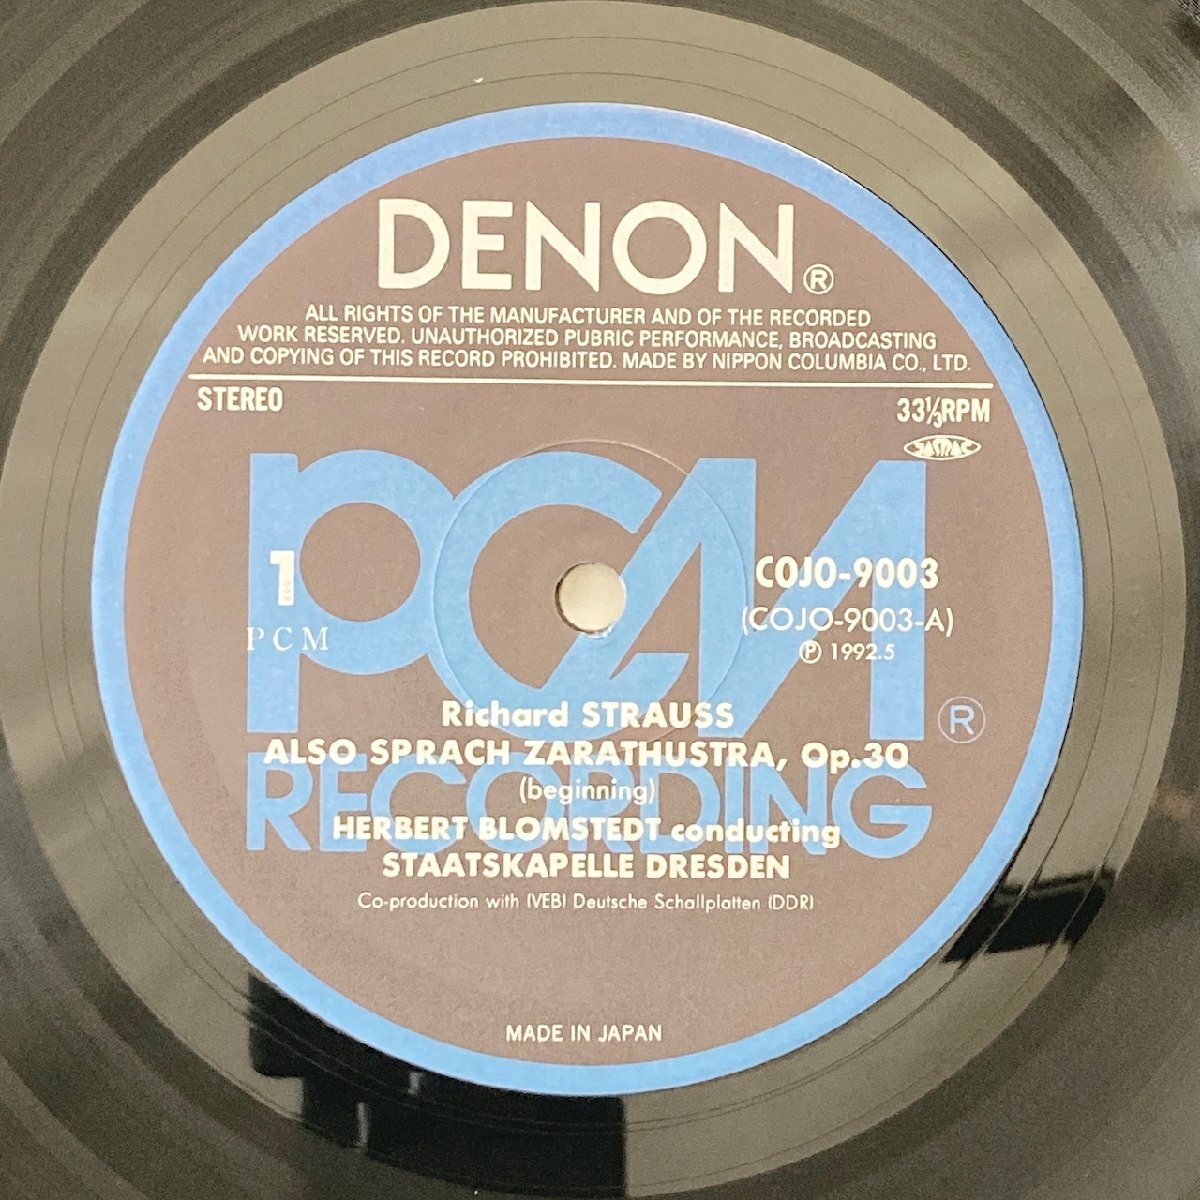 DENON®
ALL RIGHTS OF THE MANUFACTURER AND OF THE RECORDED
WORK RESERVED. UNAUTHORIZED PUBRIC PERFORMANCE, BROADCASTING
AND COPYING OF THIS RECORD PROHIBITED. MADE BY NIPPON COLUMBIA CO., LTD.
STEREO
33⅓RPM
JASRAC
PCM
RECORDING
®
1
PCM
COJO-9003
(COJO-9003-A)
℗ 1992.5
Richard STRAUSS
ALSO SPRACH ZARATHUSTRA, Op.30
(beginning)
HERBERT BLOMSTEDT conducting
STAATSKAPELLE DRESDEN
Co-production with (VEB) Deutsche Schallplatten (DDR)
MADE IN JAPAN